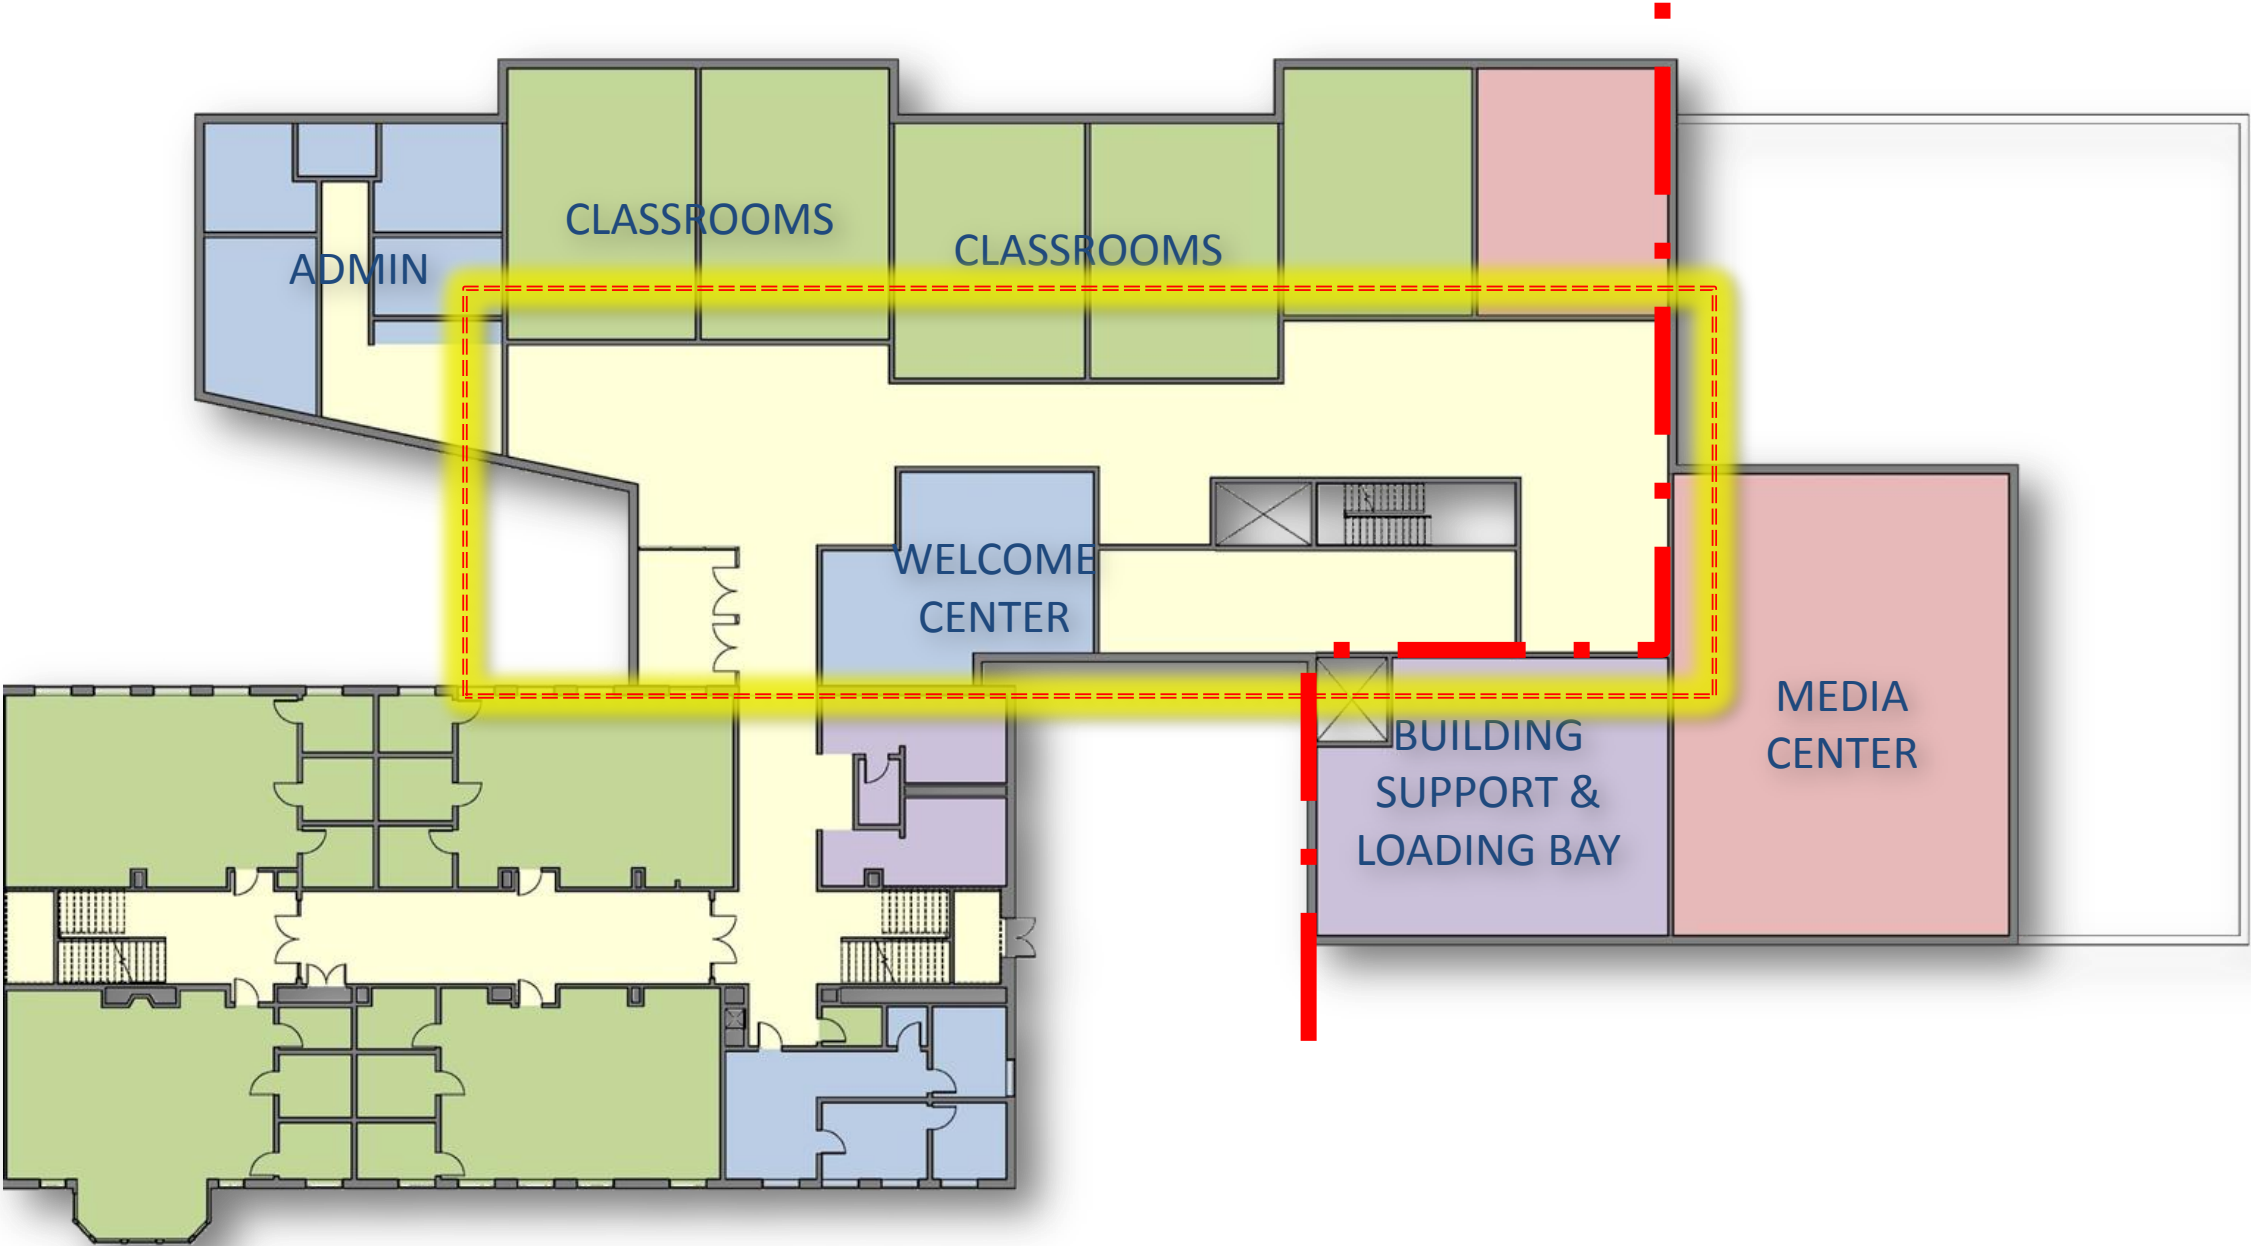 CLASSROOMS
CLASSROOMS
ADMIN
WELCOME
CENTER
MEDIA
CENTER
BUILDING
SUPPORT &
LOADING BAY